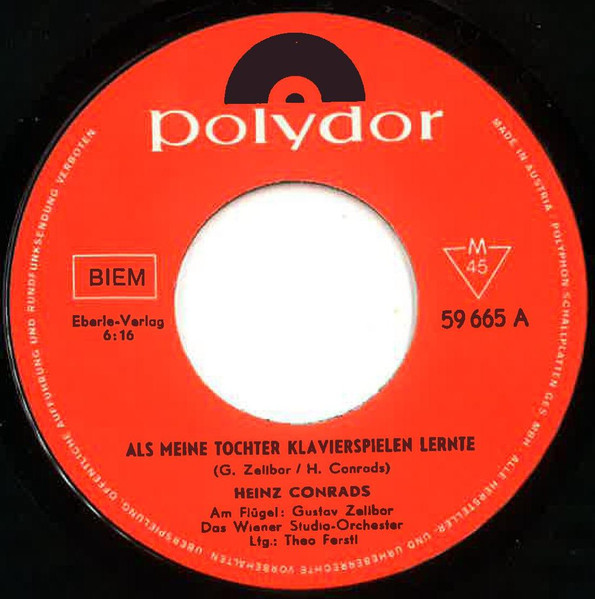 polydor
BIEM
Eberle-Verlag
6:16
M
45
59 665 A
ALS MEINE TOCHTER KLAVIERSPIELEN LERNTE
(G. Zelibor / H. Conrads)
HEINZ CONRADS
Am Flügel: Gustav Zelibor
Das Wiener Studio-Orchester
Ltg.: Theo Ferstl
MADE IN AUSTRIA / POLYPHON SCHALLPLATTEN GES. MBH. ALLE HERSTELLER- UND URHEBERRECHTE VORBEHALTEN. ÜBERSPIELUNG, ÖFFENTLICHE AUFFÜHRUNG UND RUNDFUNKSENDUNG VERBOTEN